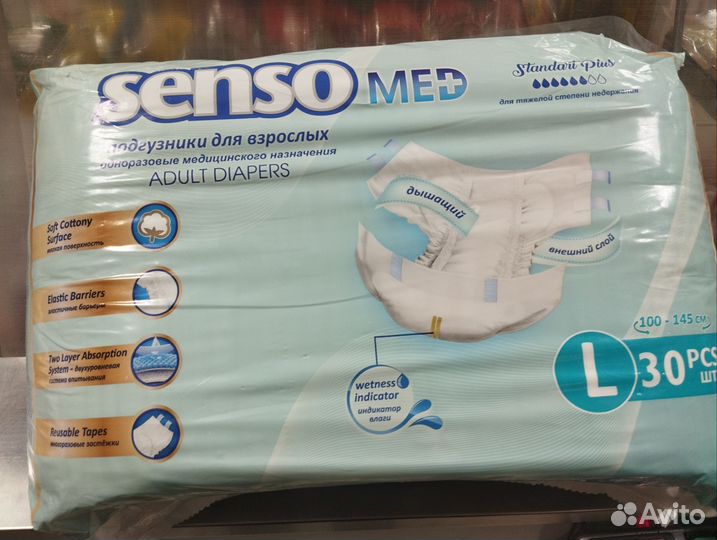 senso MED
Standart Plus
для тяжелой степени недержания
подгузники для взрослых
одноразовые медицинского назначения
ADULT DIAPERS
дышащий
внешний слой
Soft Cottony
Surface
мягкая поверхность
Elastic Barriers
эластичные барьеры
Two Layer Absorption
System - двухуровневая
система впитывания
Reusable Tapes
многоразовые застёжки
wetness
indicator
индикатор
влаги
100 - 145 см
L 30 PCS
ШТ
Avito